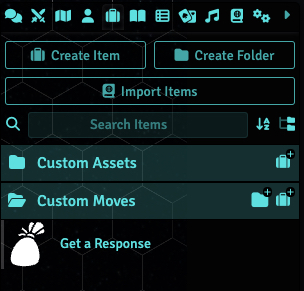 Create Item
Create Folder
Import Items
Search Items
Custom Assets
Custom Moves
Get a Response